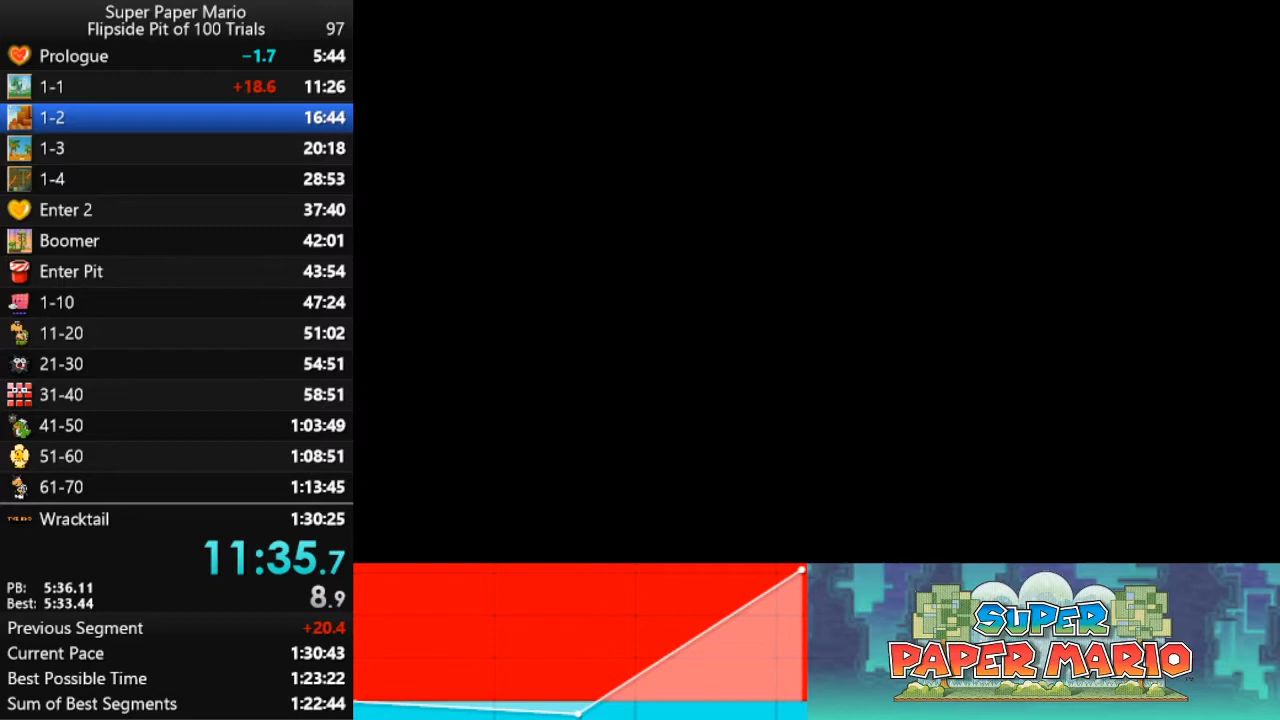 Super Paper Mario
Flipside Pit of 100 Trials 97
Prologue −1.7 5:44
1-1 +18.6 11:26
1-2 16:44
1-3 20:18
1-4 28:53
Enter 2 37:40
Boomer 42:01
Enter Pit 43:54
1-10 47:24
11-20 51:02
21-30 54:51
31-40 58:51
41-50 1:03:49
51-60 1:08:51
61-70 1:13:45
THE END Wracktail 1:30:25
11:35.7
PB: 5:36.11
Best: 5:33.44 8.9
Previous Segment +20.4
Current Pace 1:30:43
Best Possible Time 1:23:22
Sum of Best Segments 1:22:44
SUPER
PAPER MARIO